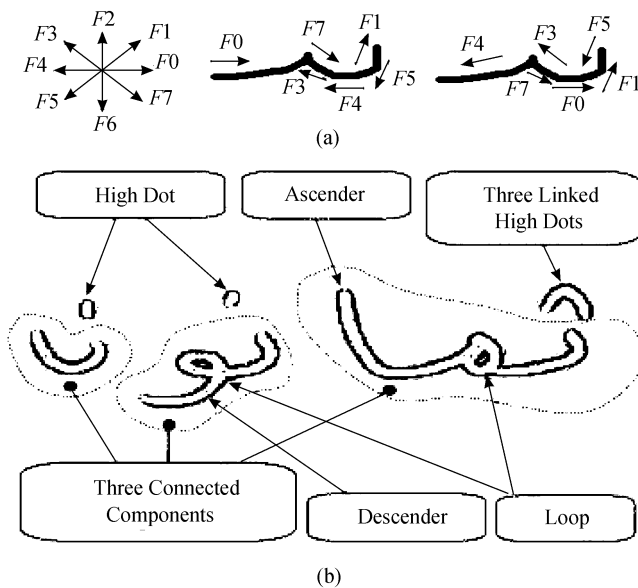 F2
F3 F1
F4 F0
F5 F7
F6
F0 F7 F1 F3 F4 F5
F4 F3 F5 F7 F0 F1
(a)
High Dot
Ascender
Three Linked
High Dots
Three Connected
Components
Descender
Loop
(b)